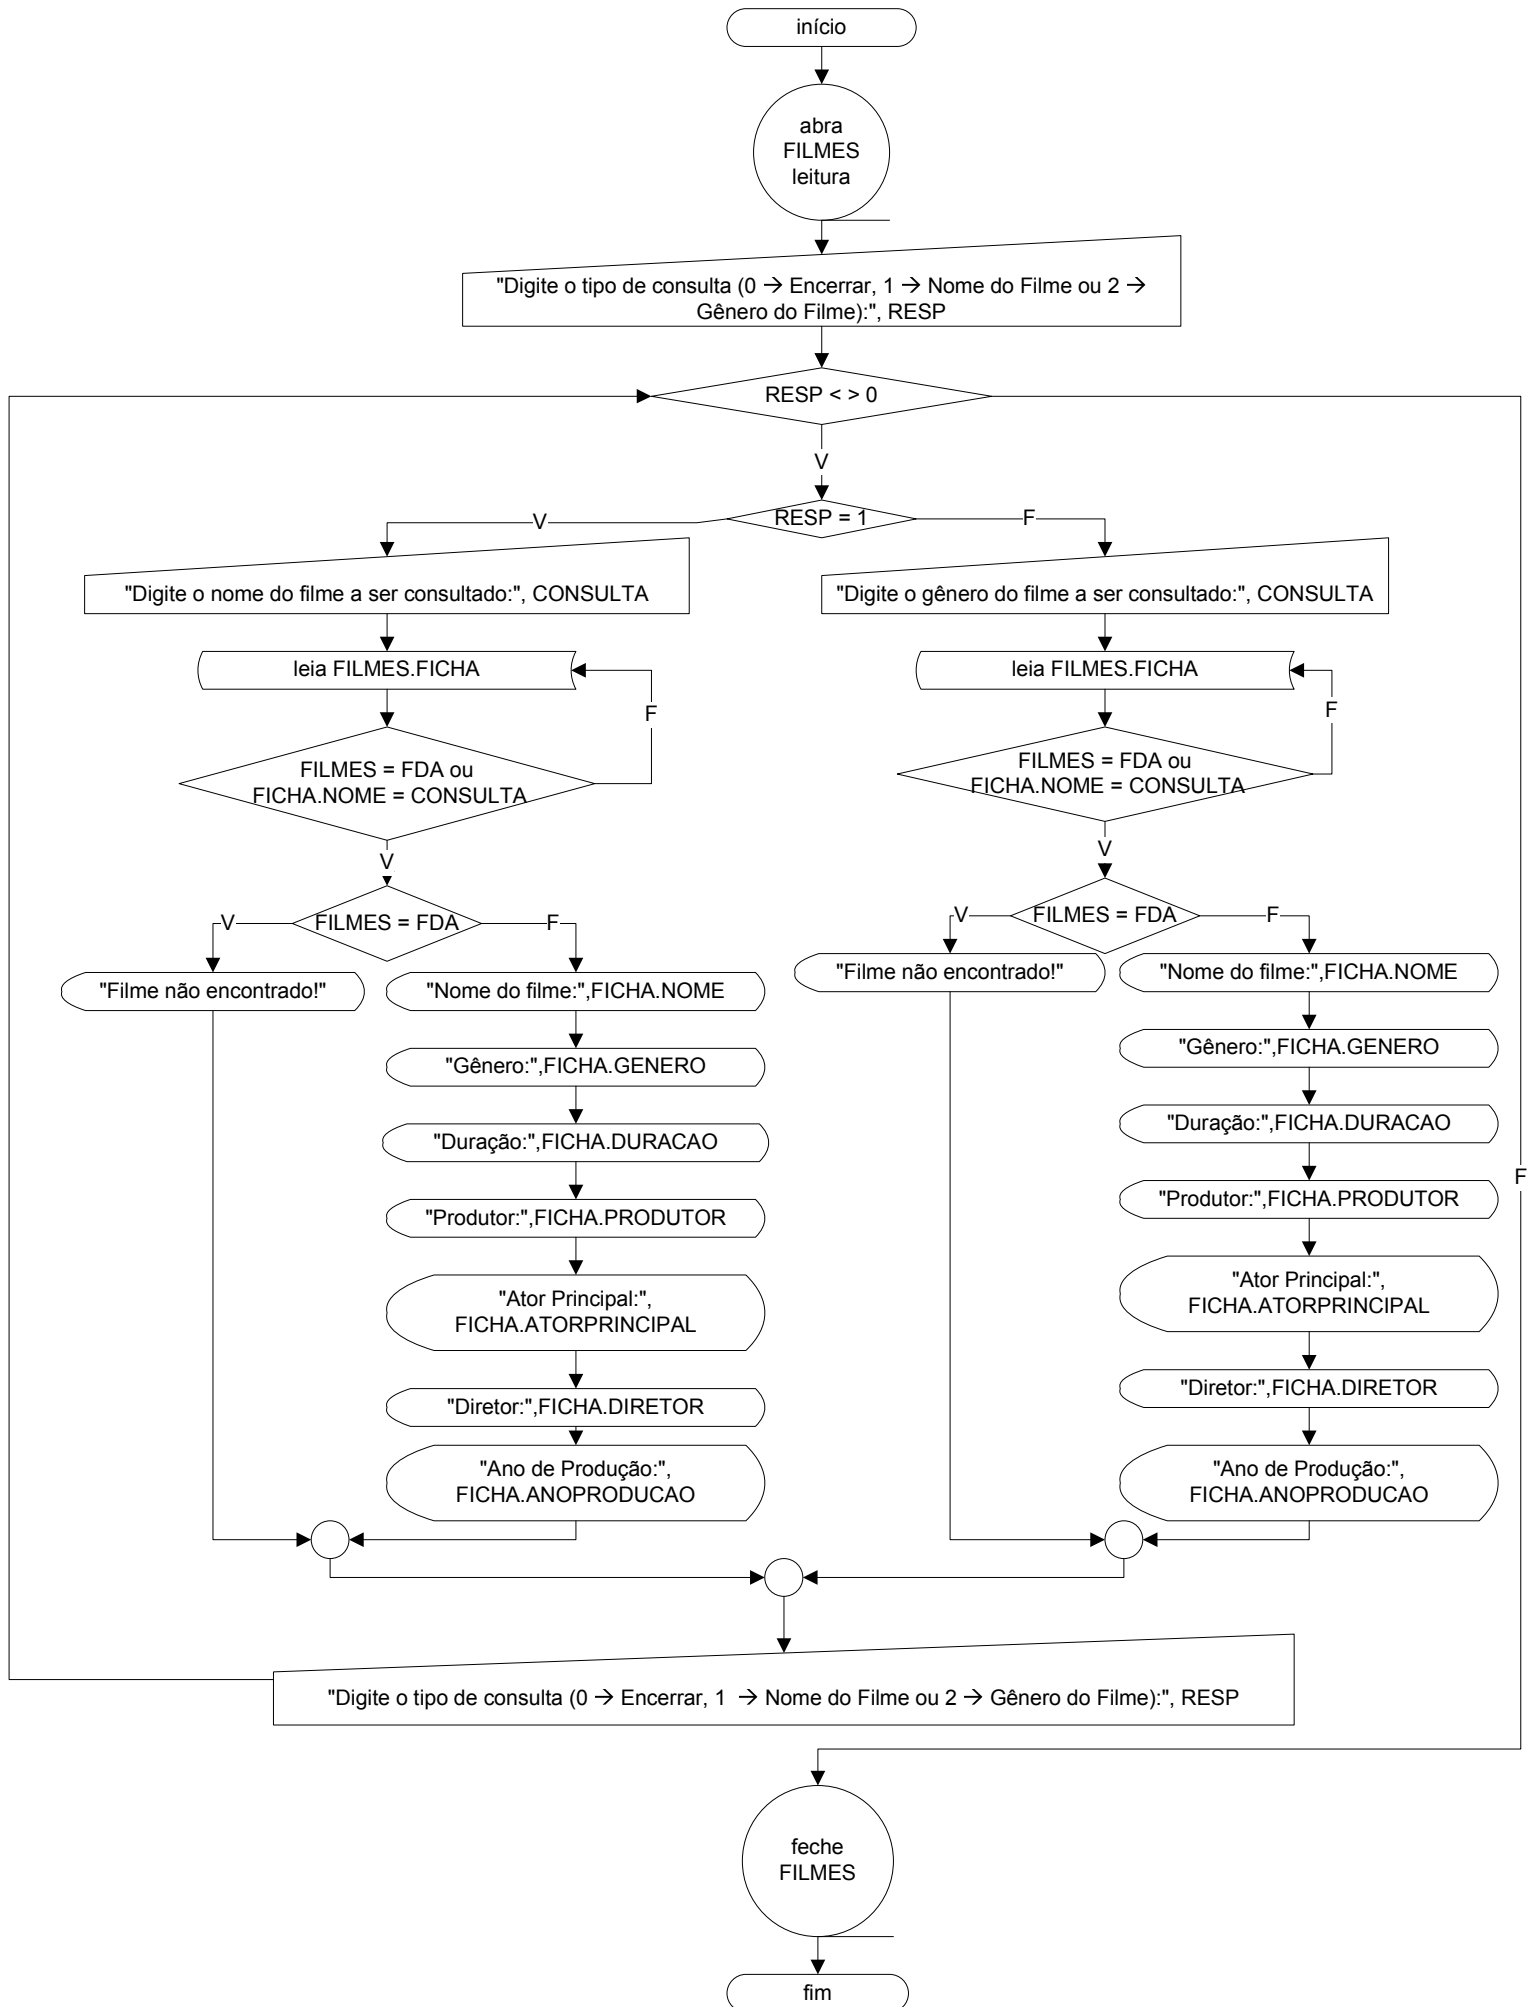 início
abra
FILMES
leitura
"Digite o tipo de consulta (0 → Encerrar, 1 → Nome do Filme ou 2 →
Gênero do Filme):", RESP
RESP < > 0
V
RESP = 1
V
F
"Digite o nome do filme a ser consultado:", CONSULTA
leia FILMES.FICHA
F
FILMES = FDA ou
FICHA.NOME = CONSULTA
V
FILMES = FDA
V
F
"Filme não encontrado!"
"Nome do filme:",FICHA.NOME
"Gênero:",FICHA.GENERO
"Duração:",FICHA.DURACAO
"Produtor:",FICHA.PRODUTOR
"Ator Principal:",
FICHA.ATORPRINCIPAL
"Diretor:",FICHA.DIRETOR
"Ano de Produção:",
FICHA.ANOPRODUCAO
"Digite o gênero do filme a ser consultado:", CONSULTA
leia FILMES.FICHA
F
FILMES = FDA ou
FICHA.NOME = CONSULTA
V
FILMES = FDA
V
F
"Filme não encontrado!"
"Nome do filme:",FICHA.NOME
"Gênero:",FICHA.GENERO
"Duração:",FICHA.DURACAO
"Produtor:",FICHA.PRODUTOR
"Ator Principal:",
FICHA.ATORPRINCIPAL
"Diretor:",FICHA.DIRETOR
"Ano de Produção:",
FICHA.ANOPRODUCAO
F
"Digite o tipo de consulta (0 → Encerrar, 1 → Nome do Filme ou 2 → Gênero do Filme):", RESP
feche
FILMES
fim